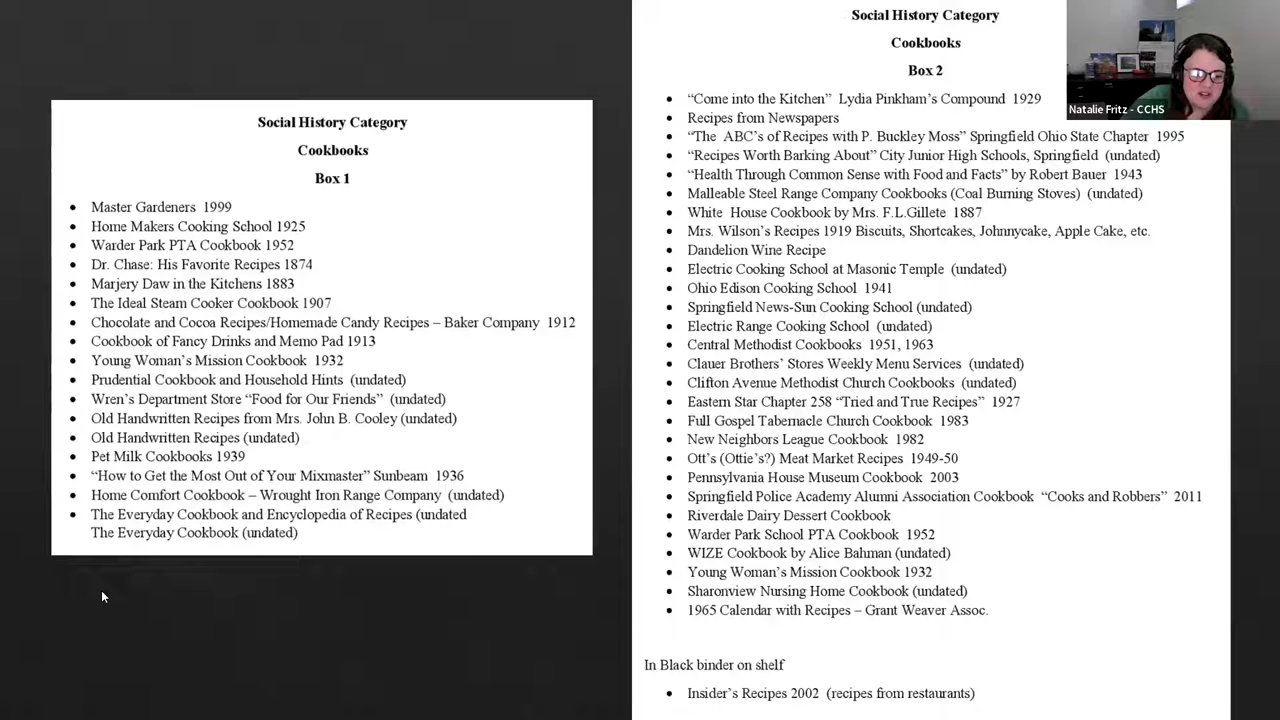 Social History Category
Cookbooks
Box 1
• Master Gardeners 1999
• Home Makers Cooking School 1925
• Warder Park PTA Cookbook 1952
• Dr. Chase: His Favorite Recipes 1874
• Marjery Daw in the Kitchens 1883
• The Ideal Steam Cooker Cookbook 1907
• Chocolate and Cocoa Recipes/Homemade Candy Recipes – Baker Company 1912
• Cookbook of Fancy Drinks and Memo Pad 1913
• Young Woman's Mission Cookbook 1932
• Prudential Cookbook and Household Hints (undated)
• Wren's Department Store “Food for Our Friends” (undated)
• Old Handwritten Recipes from Mrs. John B. Cooley (undated)
• Old Handwritten Recipes (undated)
• Pet Milk Cookbooks 1939
• “How to Get the Most Out of Your Mixmaster” Sunbeam 1936
• Home Comfort Cookbook – Wrought Iron Range Company (undated)
• The Everyday Cookbook and Encyclopedia of Recipes (undated
The Everyday Cookbook (undated)
Social History Category
Cookbooks
Box 2
• “Come into the Kitchen” Lydia Pinkham's Compound 1929
• Recipes from Newspapers
• “The ABC's of Recipes with P. Buckley Moss” Springfield Ohio State Chapter 1995
• “Recipes Worth Barking About” City Junior High Schools, Springfield (undated)
• “Health Through Common Sense with Food and Facts” by Robert Bauer 1943
• Malleable Steel Range Company Cookbooks (Coal Burning Stoves) (undated)
• White House Cookbook by Mrs. F.L.Gillete 1887
• Mrs. Wilson's Recipes 1919 Biscuits, Shortcakes, Johnnycake, Apple Cake, etc.
• Dandelion Wine Recipe
• Electric Cooking School at Masonic Temple (undated)
• Ohio Edison Cooking School 1941
• Springfield News-Sun Cooking School (undated)
• Electric Range Cooking School (undated)
• Central Methodist Cookbooks 1951, 1963
• Clauer Brothers' Stores Weekly Menu Services (undated)
• Clifton Avenue Methodist Church Cookbooks (undated)
• Eastern Star Chapter 258 “Tried and True Recipes” 1927
• Full Gospel Tabernacle Church Cookbook 1983
• New Neighbors League Cookbook 1982
• Ott's (Ottie's?) Meat Market Recipes 1949-50
• Pennsylvania House Museum Cookbook 2003
• Springfield Police Academy Alumni Association Cookbook “Cooks and Robbers” 2011
• Riverdale Dairy Dessert Cookbook
• Warder Park School PTA Cookbook 1952
• WIZE Cookbook by Alice Bahman (undated)
• Young Woman's Mission Cookbook 1932
• Sharonview Nursing Home Cookbook (undated)
• 1965 Calendar with Recipes – Grant Weaver Assoc.
In Black binder on shelf
• Insider's Recipes 2002 (recipes from restaurants)
Natalie Fritz - CCHS